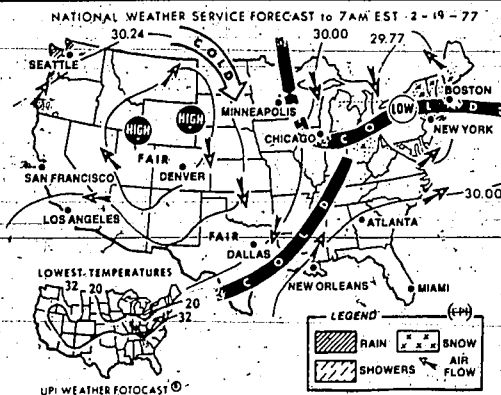 NATIONAL WEATHER SERVICE FORECAST to 7AM EST 2-19-77
30.24
30.00
29.77
SEATTLE
COLD
MINNEAPOLIS
BOSTON
LOW
COLD
NEW YORK
HIGH
HIGH
CHICAGO
FAIR
SAN FRANCISCO
DENVER
30.00
LOS ANGELES
ATLANTA
FAIR
DALLAS
COLD
NEW ORLEANS
MIAMI
LOWEST TEMPERATURES
32
20
20
32
LEGEND
(UPI)
RAIN
SNOW
SHOWERS
AIR FLOW
UPI WEATHER FOTOCAST ®